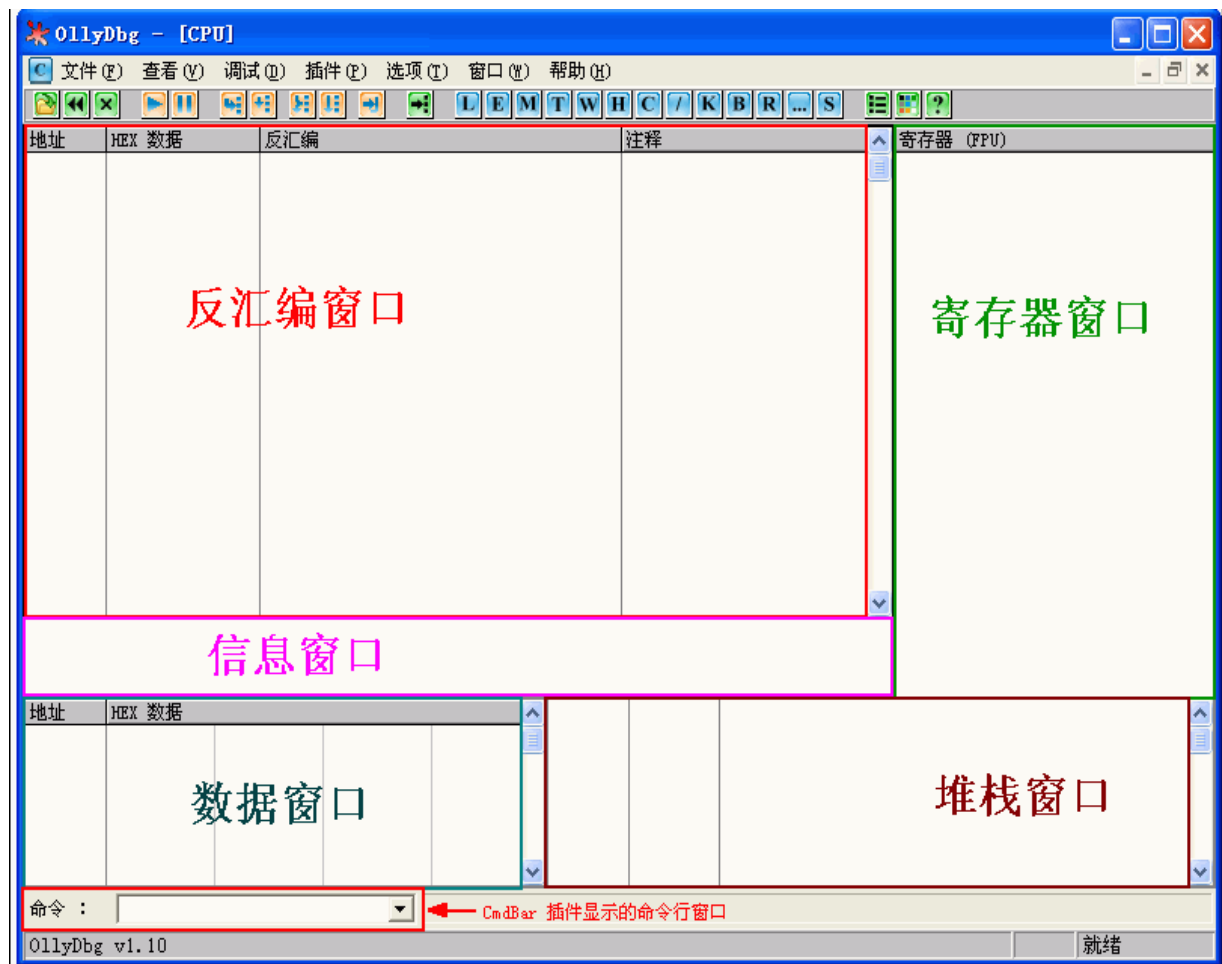 OllyDbg - [CPU]
C 文件(F) 查看(V) 调试(D) 插件(P) 选项(T) 窗口(W) 帮助(H)
L E M T W H C / K B R ... S ?
地址 HEX 数据 反汇编 注释 寄存器 (FPU)
反汇编窗口
寄存器窗口
信息窗口
地址 HEX 数据
数据窗口
堆栈窗口
命令 : CmdBar 插件显示的命令行窗口
OllyDbg v1.10 就绪